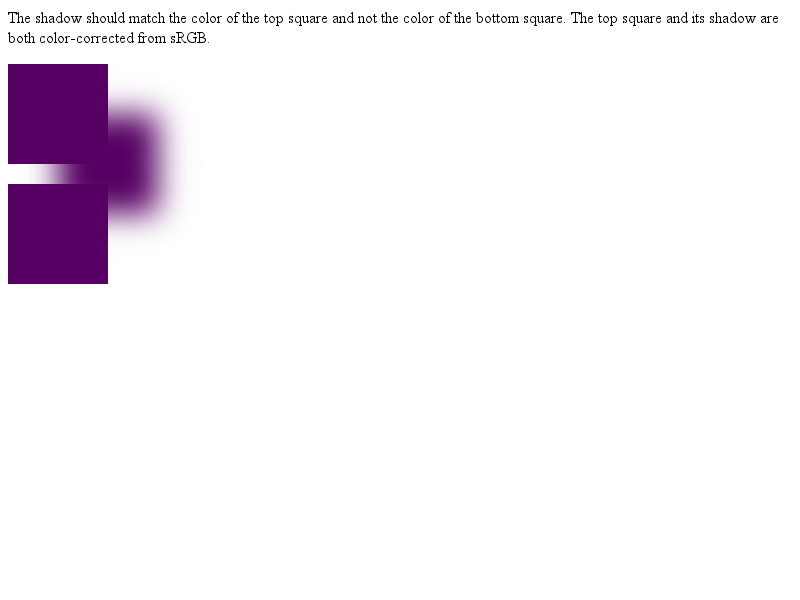 The shadow should match the color of the top square and not the color of the bottom square. The top square and its shadow are
both color-corrected from sRGB.